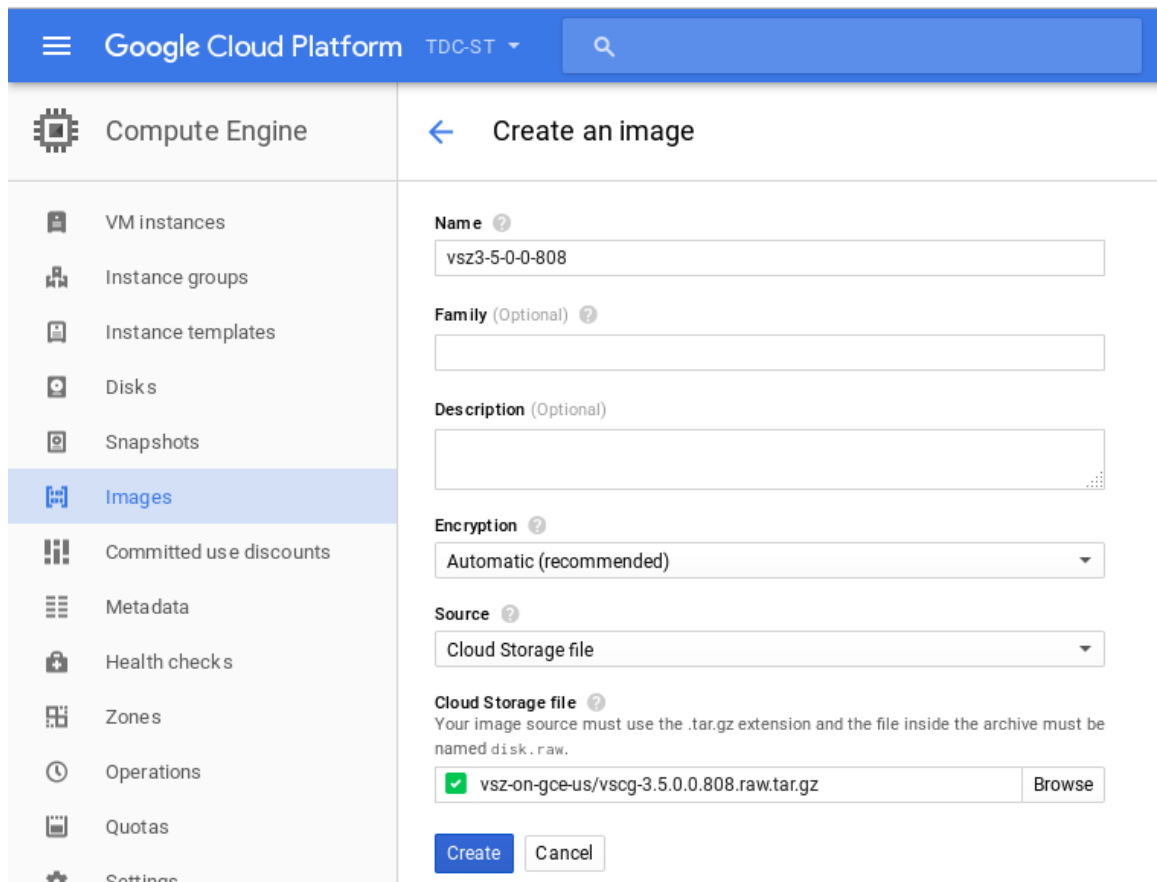 Google Cloud Platform TDC-ST
Compute Engine
Create an image
VM instances
Instance groups
Instance templates
Disks
Snapshots
Images
Committed use discounts
Metadata
Health checks
Zones
Operations
Quotas
Settings
Name
vsz3-5-0-0-808
Family (Optional)
Description (Optional)
Encryption
Automatic (recommended)
Source
Cloud Storage file
Cloud Storage file
Your image source must use the .tar.gz extension and the file inside the archive must be
named disk.raw.
vsz-on-gce-us/vscg-3.5.0.0.808.raw.tar.gz Browse
Create Cancel